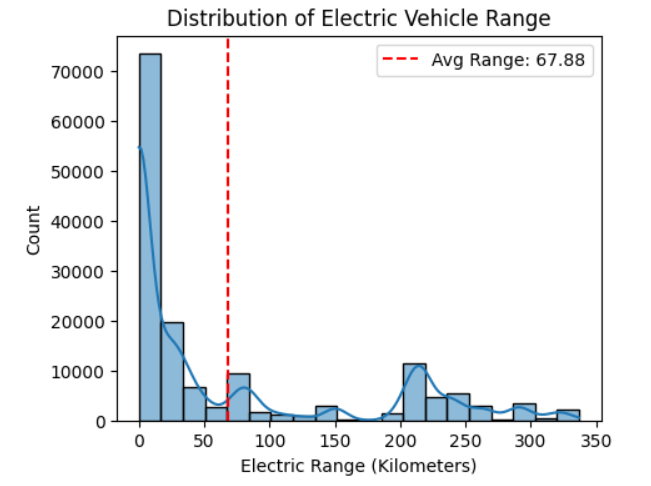 Distribution of Electric Vehicle Range
Avg Range: 67.88
Count
70000
60000
50000
40000
30000
20000
10000
0
0 50 100 150 200 250 300 350
Electric Range (Kilometers)